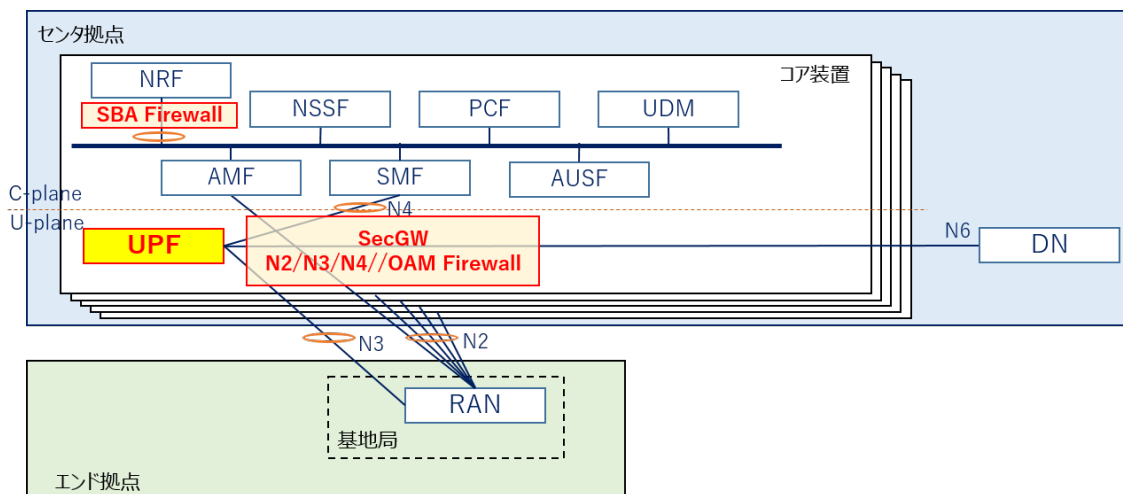 センタ拠点
コア装置
NRF
SBA Firewall
NSSF
PCF
UDM
AMF
SMF
AUSF
C-plane
N4
U-plane
UPF
SecGW
N2/N3/N4//OAM Firewall
N6
DN
N3
N2
RAN
基地局
エンド拠点